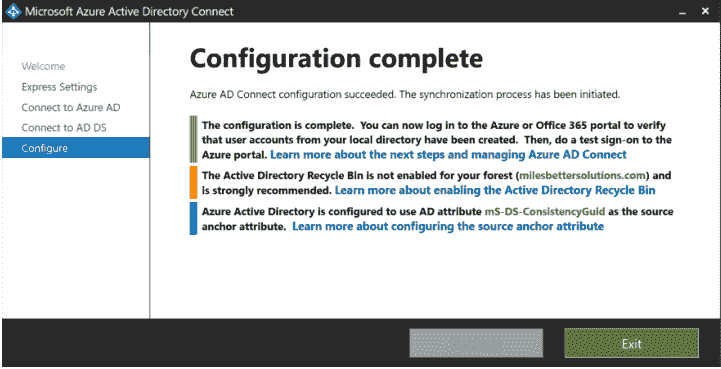 Microsoft Azure Active Directory Connect
Welcome
Express Settings
Connect to Azure AD
Connect to AD DS
Configure
Configuration complete
Azure AD Connect configuration succeeded. The synchronization process has been initiated.
The configuration is complete. You can now log in to the Azure or Office 365 portal to verify
that user accounts from your local directory have been created. Then, do a test sign-on to the
Azure portal. Learn more about the next steps and managing Azure AD Connect
The Active Directory Recycle Bin is not enabled for your forest (milesbettersolutions.com) and
is strongly recommended. Learn more about enabling the Active Directory Recycle Bin
Azure Active Directory is configured to use AD attribute mS-DS-ConsistencyGuid as the source
anchor attribute. Learn more about configuring the source anchor attribute
Exit